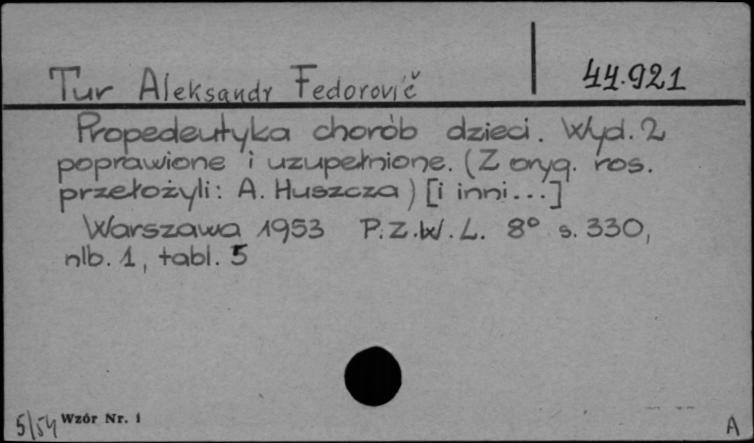 Tur Aleksandr Fedorovič 44.921
Propedeutyka chorób dzieci. Wyd. 2
poprawione i uzupełnione. (Z oryg. ros.
przełożyli: A. Huszcza) [i inni...]
Warszawa 1953 P.Z.W.L. 8° s. 330,
nlb. 1, tabl. 5
5/54 Wzór Nr. 1 A